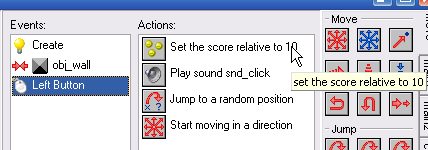 Events:
Create
obj_wall
Left Button
Actions:
Set the score relative to 10
Play sound snd_click
Jump to a random position
Start moving in a direction
set the score relative to 10
Move
Jump